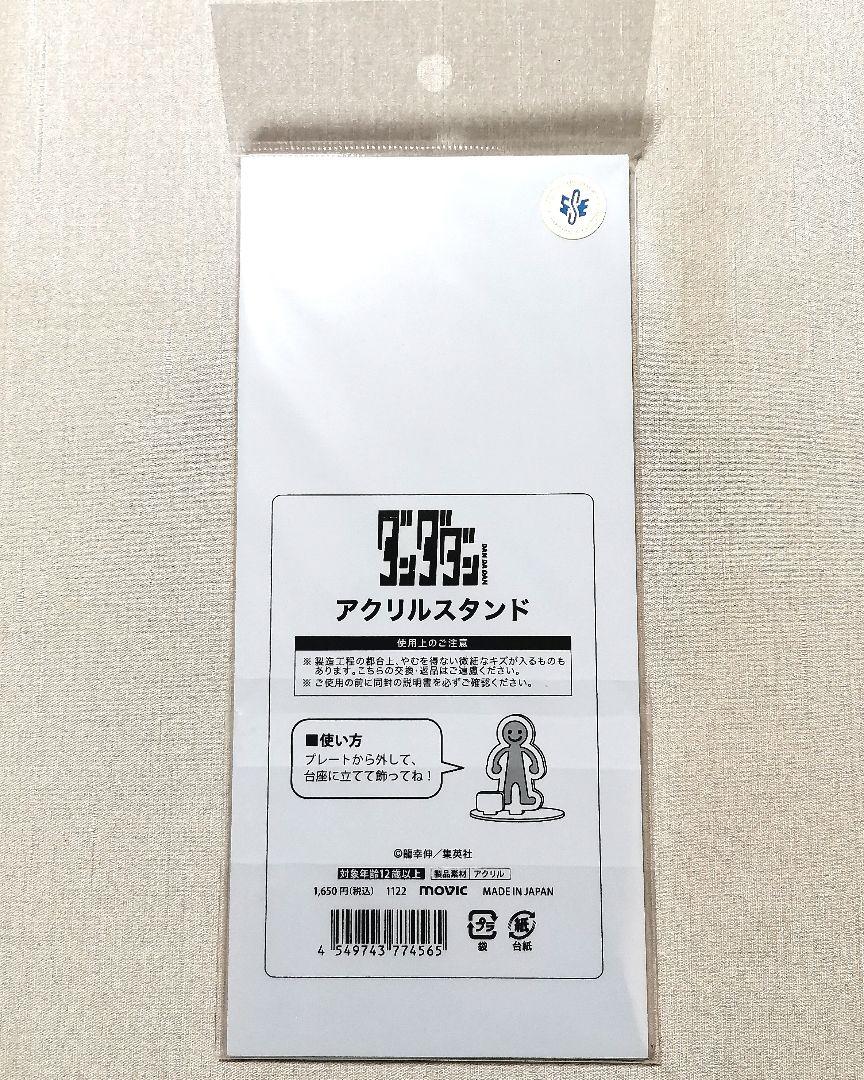 ESE
ダンダダン
DAN DA DAN
アクリルスタンド
使用上のご注意
※ 製造工程の都合上、やむを得ない微細なキズが入るものも
あります。こちらの交換・返品はご遠慮ください。
※ ご使用の前に同封の説明書を必ずご確認ください。
■使い方
プレートから外して、
台座に立てて飾ってね!
©龍幸伸/集英社
対象年齢12歳以上 製品素材 アクリル
1,650円(税込) 1122 movic MADE IN JAPAN
4 549743 774565
プラ 紙
袋 台紙